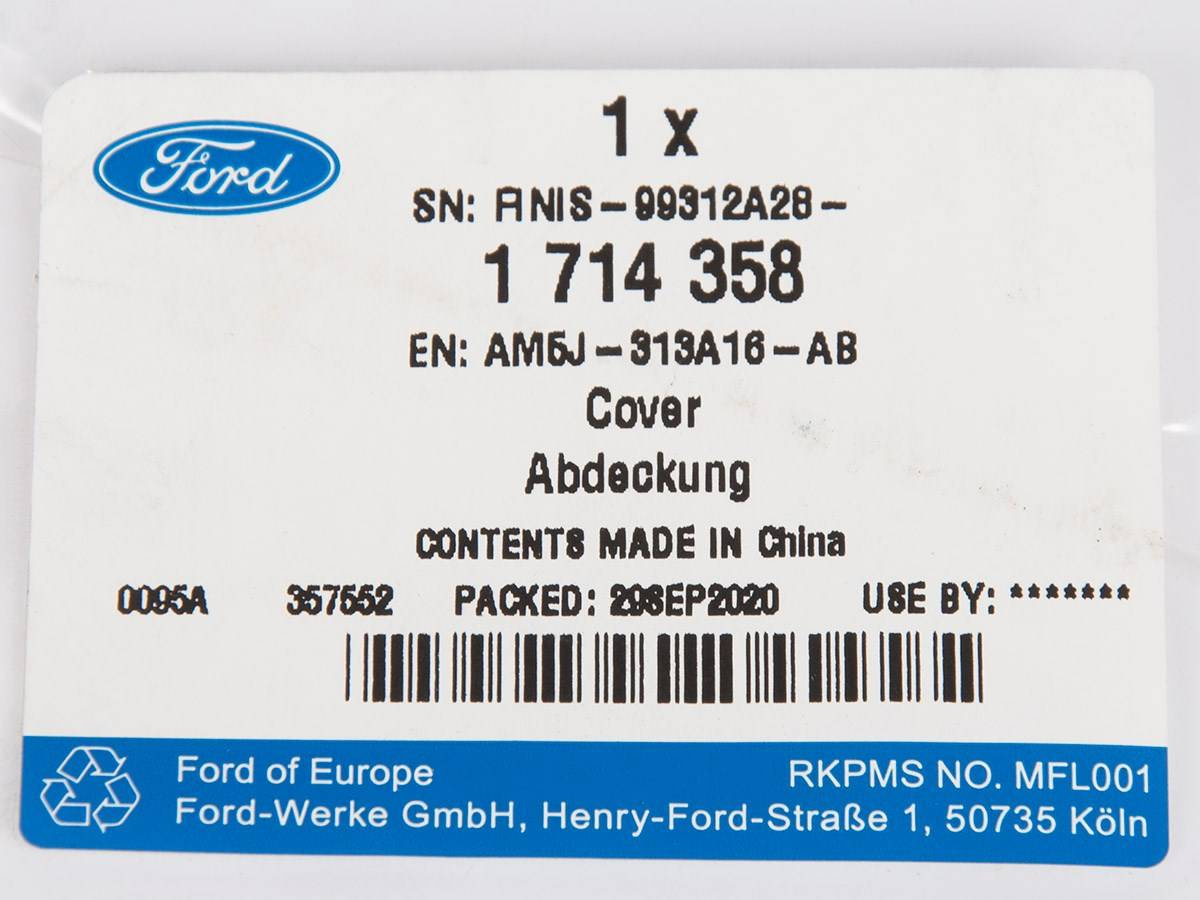 Ford
1 x
SN: FINIS-99312A28-
1 714 358
EN: AM5J-313A16-AB
Cover
Abdeckung
CONTENTS MADE IN China
0095A 357552 PACKED: 29SEP2020 USE BY: *******
Ford of Europe
RKPMS NO. MFL001
Ford-Werke GmbH, Henry-Ford-Straße 1, 50735 Köln